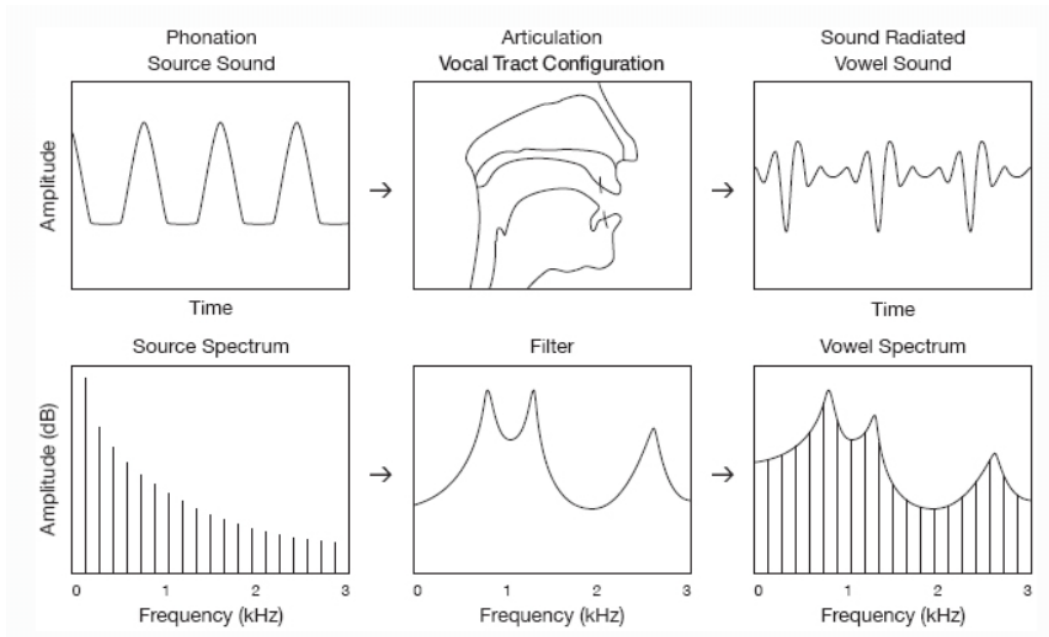 Phonation
Source Sound
Articulation
Vocal Tract Configuration
Sound Radiated
Vowel Sound
Amplitude
Time
Time
Source Spectrum
Filter
Vowel Spectrum
Amplitude (dB)
0 1 2 3
0 1 2 3
0 1 2 3
Frequency (kHz)
Frequency (kHz)
Frequency (kHz)